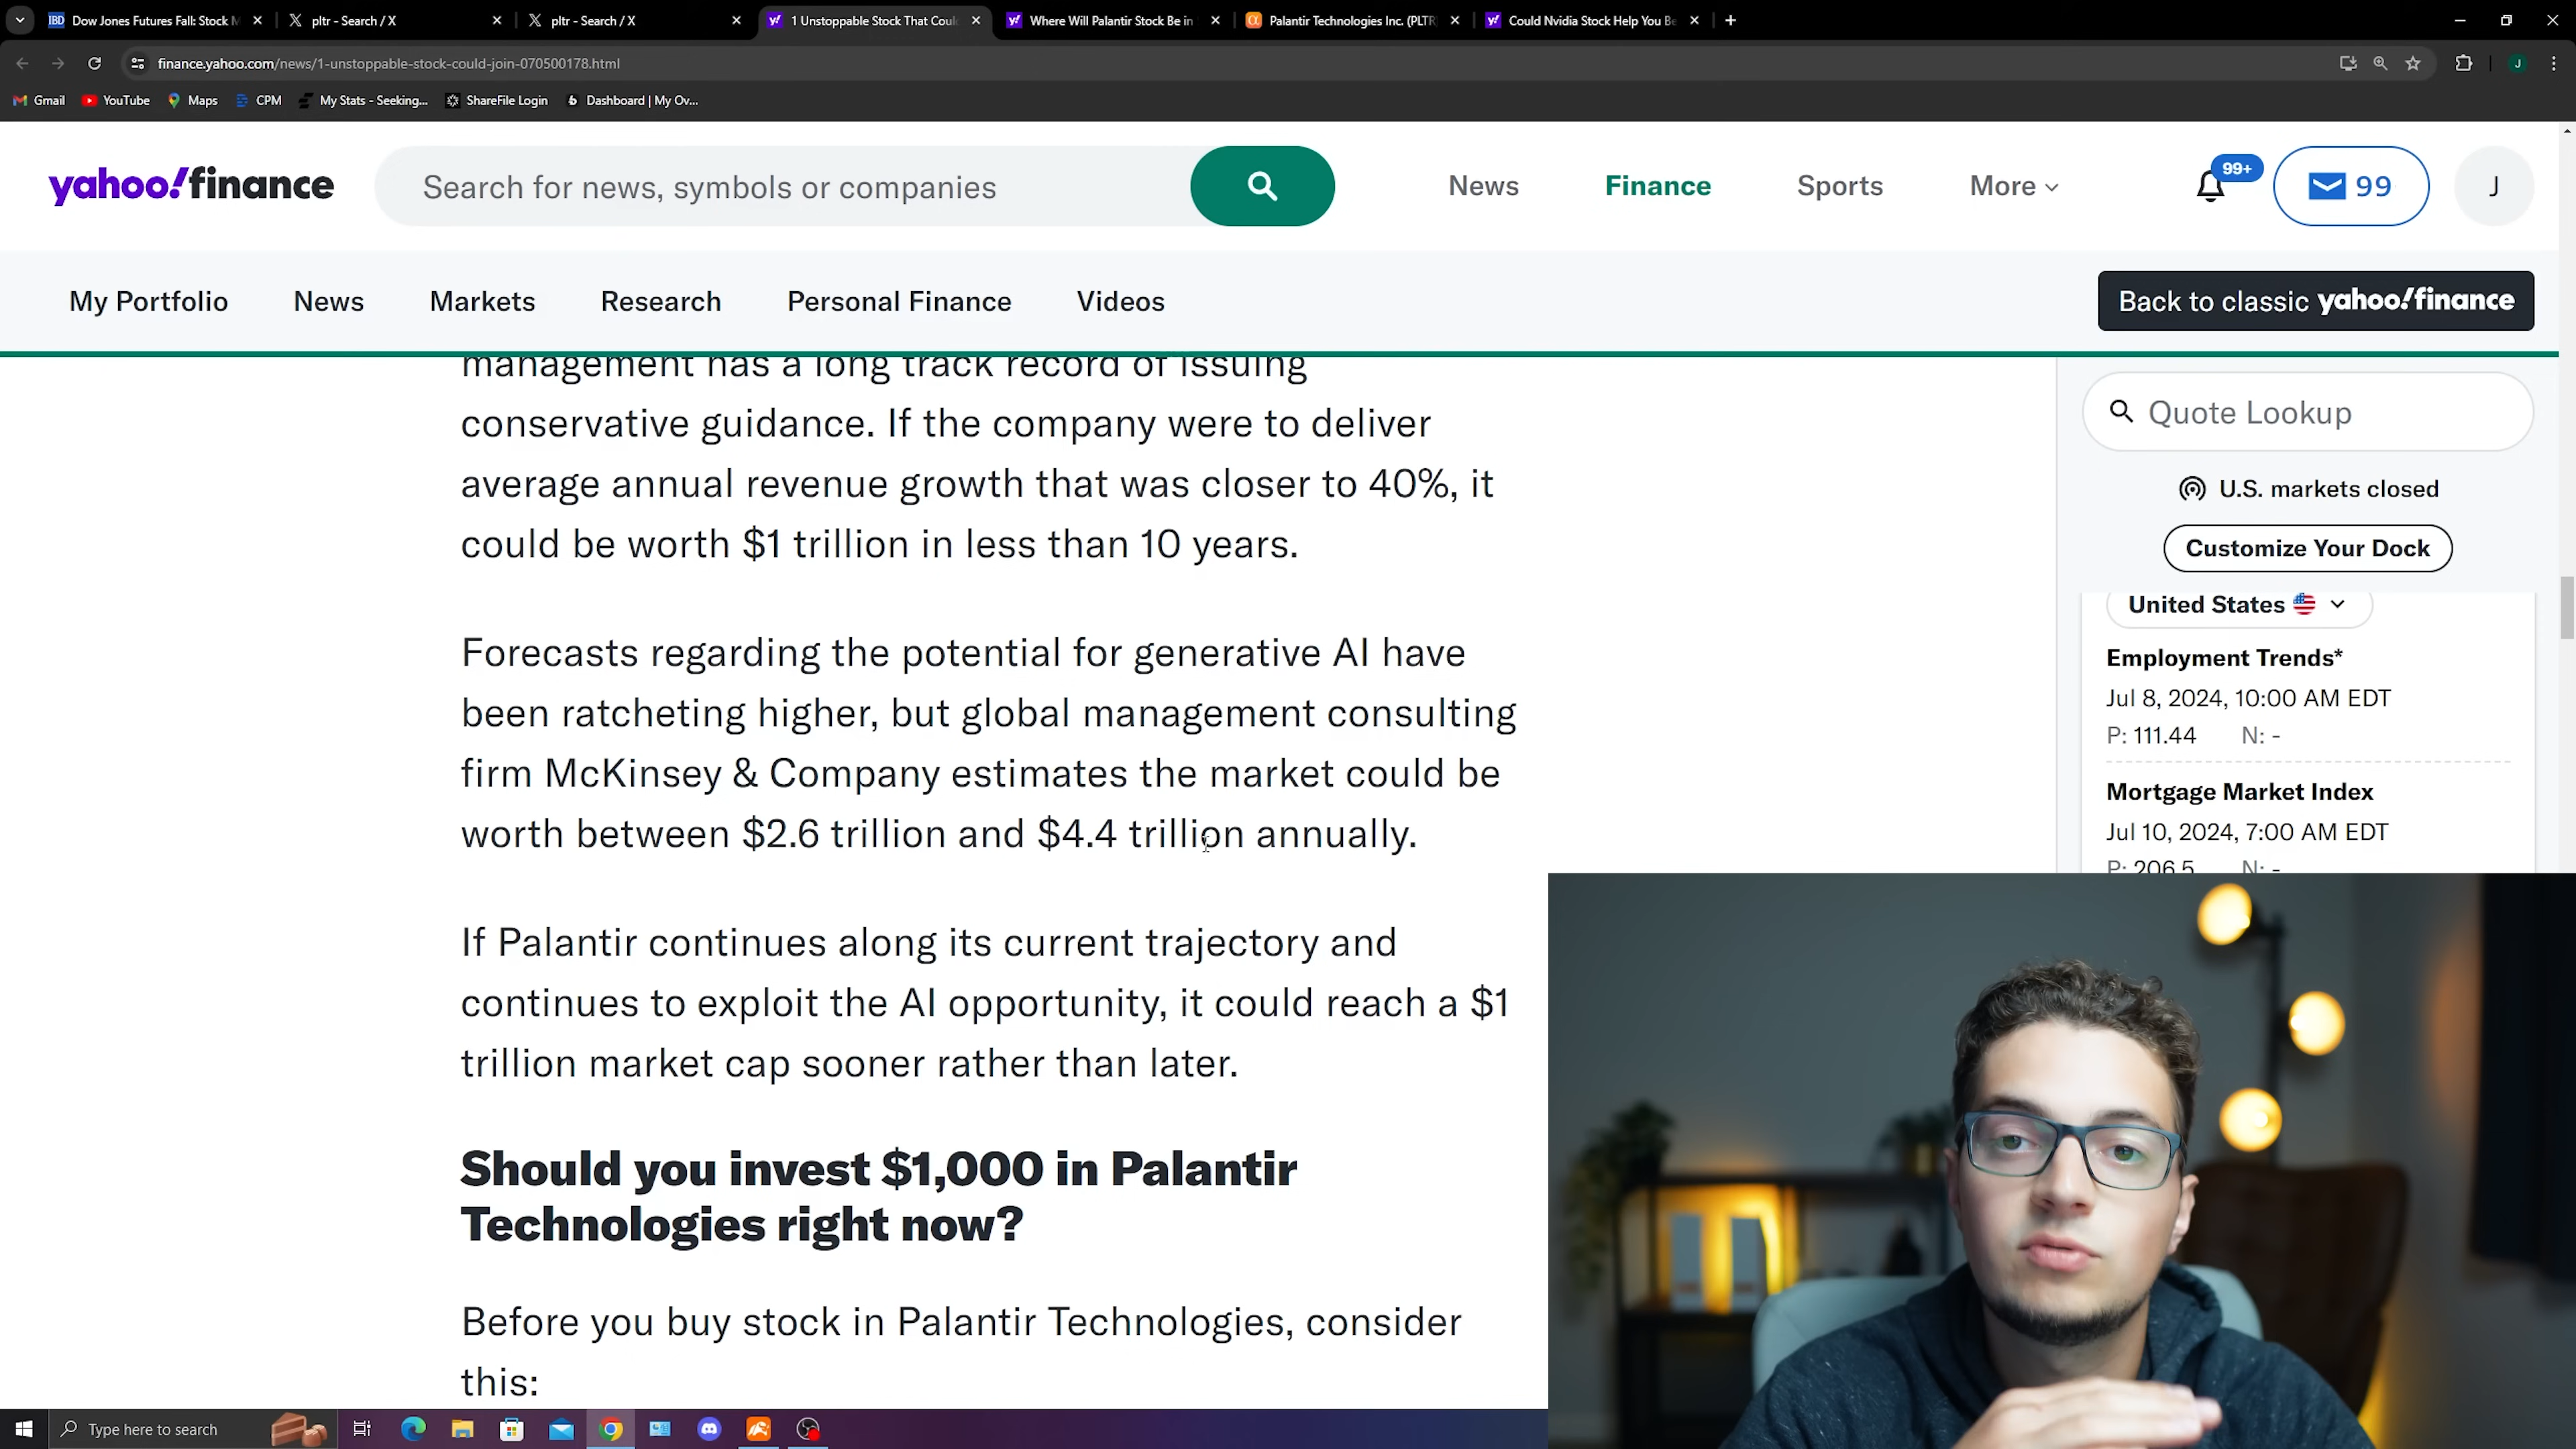 Dow Jones Futures Fall: Stock M
pltr - Search / X
pltr - Search / X
1 Unstoppable Stock That Coul
Where Will Palantir Stock Be in
Palantir Technologies Inc. (PLTR
Could Nvidia Stock Help You Be
finance.yahoo.com/news/1-unstoppable-stock-could-join-070500178.html
J
Gmail
YouTube
Maps
CPM
My Stats - Seeking...
ShareFile Login
Dashboard | My Ov...
yahoo!finance
Search for news, symbols or companies
News
Finance
Sports
More
99+
99
J
My Portfolio
News
Markets
Research
Personal Finance
Videos
Back to classic yahoo!finance
management has a long track record of issuing
conservative guidance. If the company were to deliver
average annual revenue growth that was closer to 40%, it
could be worth $1 trillion in less than 10 years.
Forecasts regarding the potential for generative AI have
been ratcheting higher, but global management consulting
firm McKinsey & Company estimates the market could be
worth between $2.6 trillion and $4.4 trillion annually.
If Palantir continues along its current trajectory and
continues to exploit the AI opportunity, it could reach a $1
trillion market cap sooner rather than later.
Should you invest $1,000 in Palantir
Technologies right now?
Before you buy stock in Palantir Technologies, consider
this:
Quote Lookup
U.S. markets closed
Customize Your Dock
United States
Employment Trends*
Jul 8, 2024, 10:00 AM EDT
P: 111.44 N: -
Mortgage Market Index
Jul 10, 2024, 7:00 AM EDT
P: 206.5 N: -
Type here to search